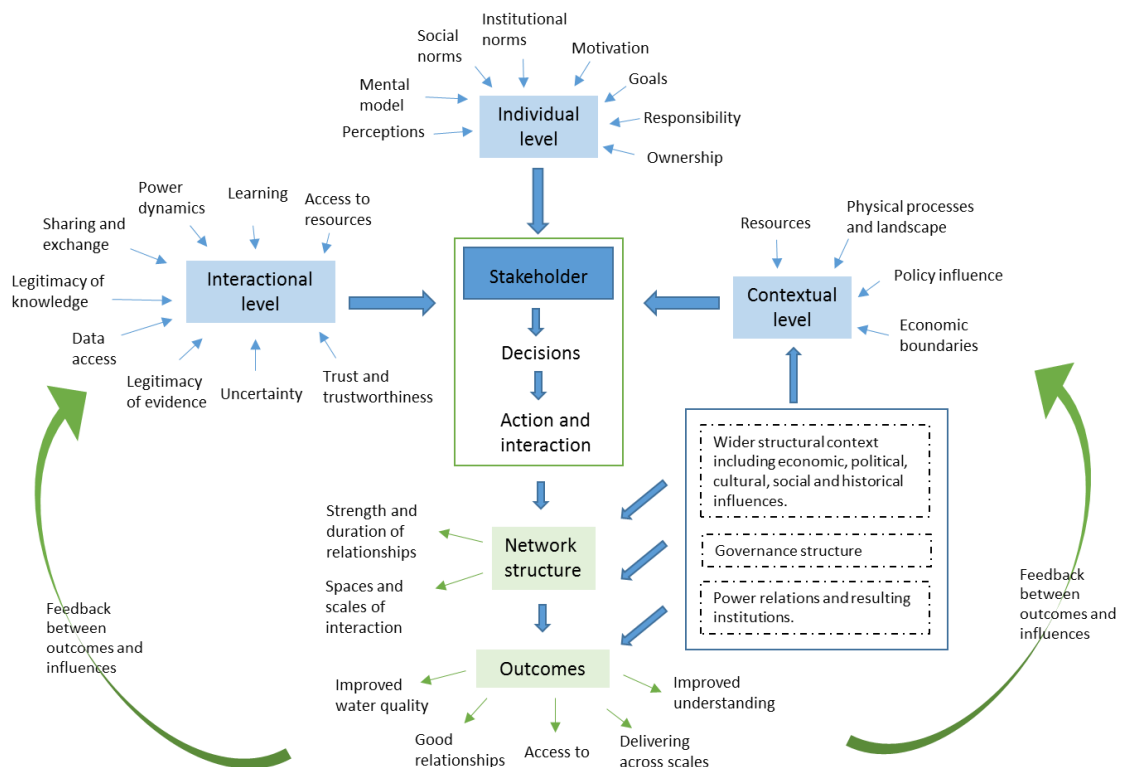 Social
norms
Institutional
norms
Motivation
Goals
Mental
model
Perceptions
Individual
level
Responsibility
Ownership
Power
dynamics
Learning
Access to
resources
Sharing and
exchange
Legitimacy of
knowledge
Data
access
Legitimacy
of evidence
Uncertainty
Trust and
trustworthiness
Interactional
level
Stakeholder
Decisions
Action and
interaction
Resources
Physical processes
and landscape
Policy influence
Economic
boundaries
Contextual
level
Wider structural context
including economic, political,
cultural, social and historical
influences.
Governance structure
Power relations and resulting
institutions.
Strength and
duration of
relationships
Spaces and
scales of
interaction
Network
structure
Outcomes
Improved
water quality
Good
relationships
Access to
Delivering
across scales
Improved
understanding
Feedback
between
outcomes and
influences
Feedback
between
outcomes and
influences